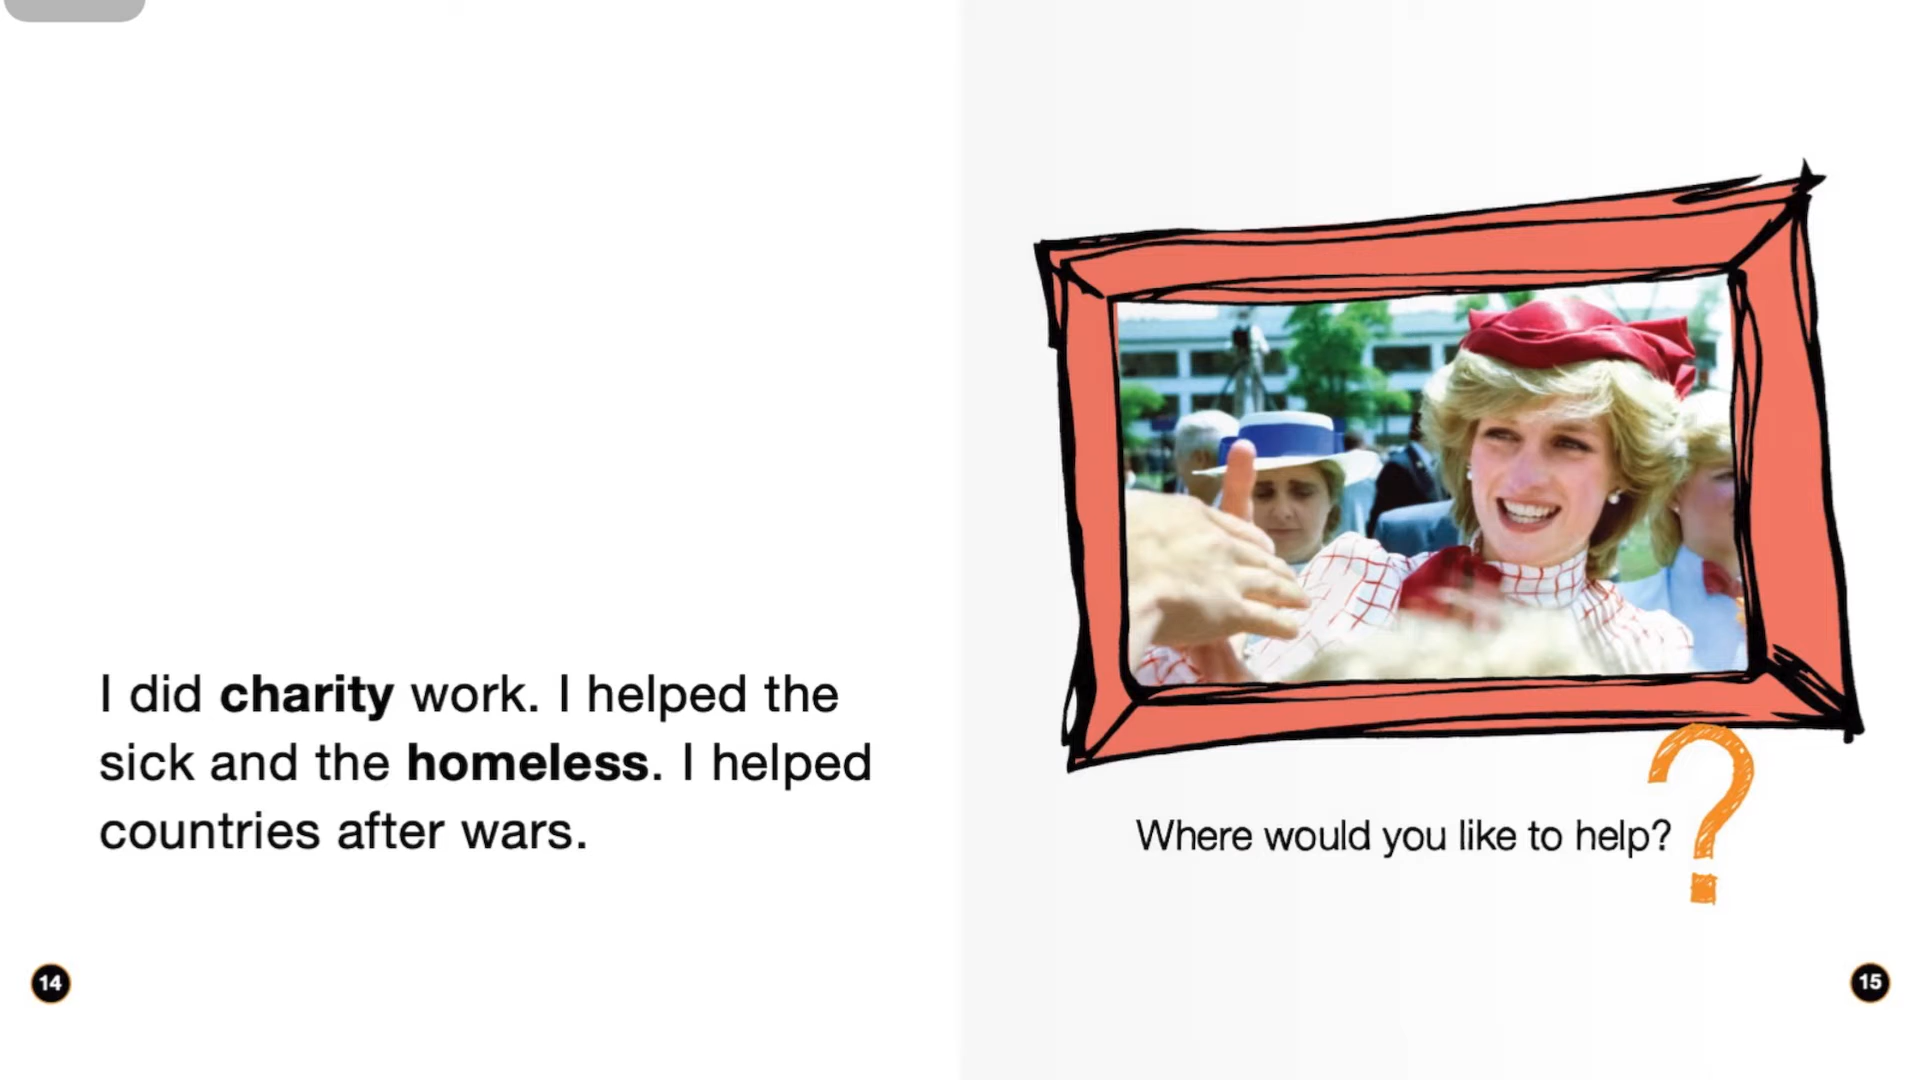 I did charity work. I helped the
sick and the homeless. I helped
countries after wars.
14
Where would you like to help?
?
15